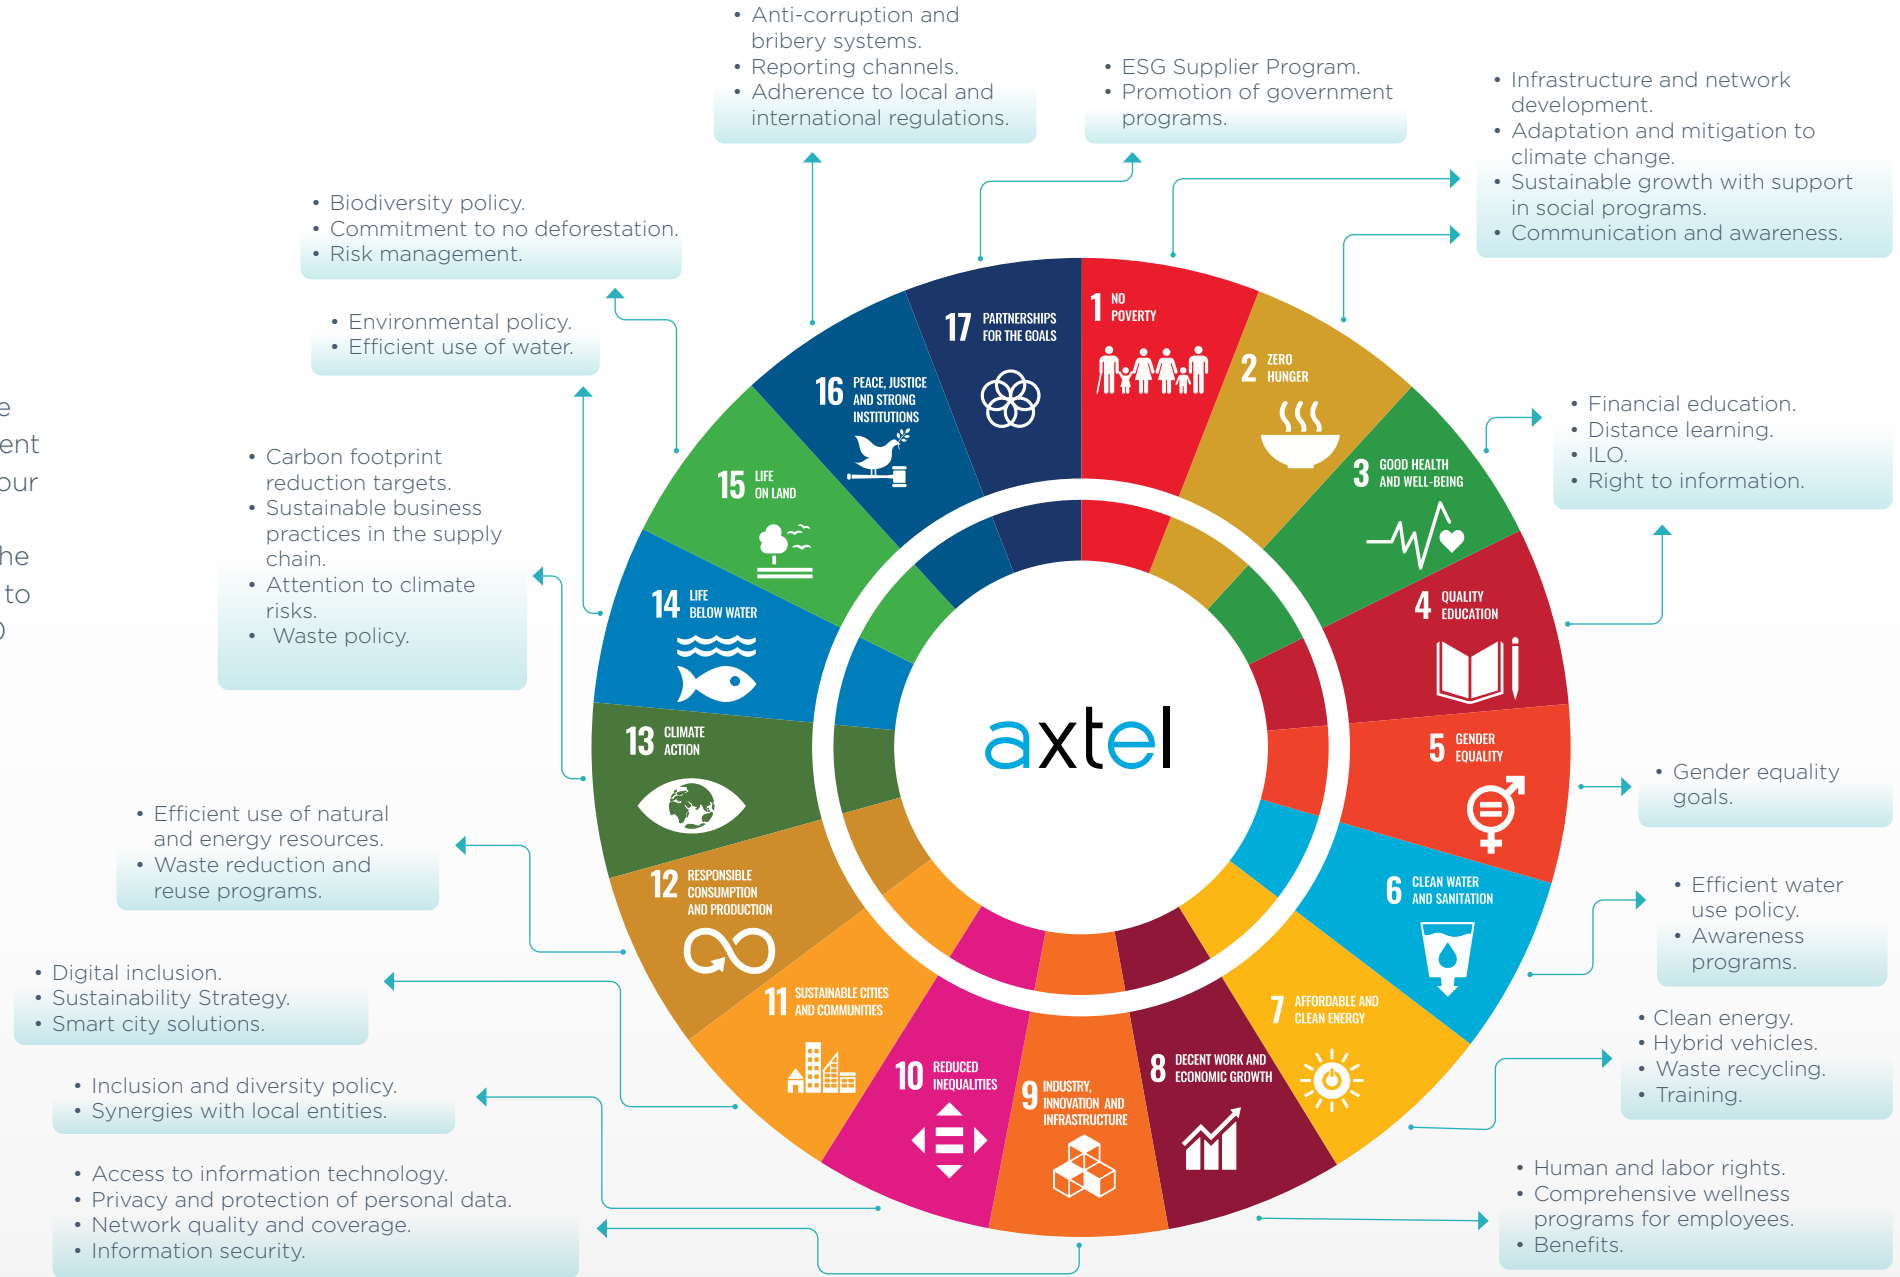 • Anti-corruption and
bribery systems.
• Reporting channels.
• Adherence to local and
international regulations.
• ESG Supplier Program.
• Promotion of government
programs.
• Infrastructure and network
development.
• Adaptation and mitigation to
climate change.
• Sustainable growth with support
in social programs.
• Communication and awareness.
• Biodiversity policy.
• Commitment to no deforestation.
• Risk management.
• Environmental policy.
• Efficient use of water.
• Financial education.
• Distance learning.
• ILO.
• Right to information.
• Carbon footprint
reduction targets.
• Sustainable business
practices in the supply
chain.
• Attention to climate
risks.
• Waste policy.
• Gender equality
goals.
• Efficient use of natural
and energy resources.
• Waste reduction and
reuse programs.
• Efficient water
use policy.
• Awareness
programs.
• Digital inclusion.
• Sustainability Strategy.
• Smart city solutions.
• Clean energy.
• Hybrid vehicles.
• Waste recycling.
• Training.
• Inclusion and diversity policy.
• Synergies with local entities.
• Human and labor rights.
• Comprehensive wellness
programs for employees.
• Benefits.
• Access to information technology.
• Privacy and protection of personal data.
• Network quality and coverage.
• Information security.
1 NO
POVERTY
2 ZERO
HUNGER
3 GOOD HEALTH
AND WELL-BEING
4 QUALITY
EDUCATION
5 GENDER
EQUALITY
6 CLEAN WATER
AND SANITATION
7 AFFORDABLE AND
CLEAN ENERGY
8 DECENT WORK AND
ECONOMIC GROWTH
9 INDUSTRY,
INNOVATION AND
INFRASTRUCTURE
10 REDUCED
INEQUALITIES
11 SUSTAINABLE CITIES
AND COMMUNITIES
12 RESPONSIBLE
CONSUMPTION
AND PRODUCTION
13 CLIMATE
ACTION
14 LIFE
BELOW WATER
15 LIFE
ON LAND
16 PEACE, JUSTICE
AND STRONG
INSTITUTIONS
17 PARTNERSHIPS
FOR THE GOALS
axtel
to